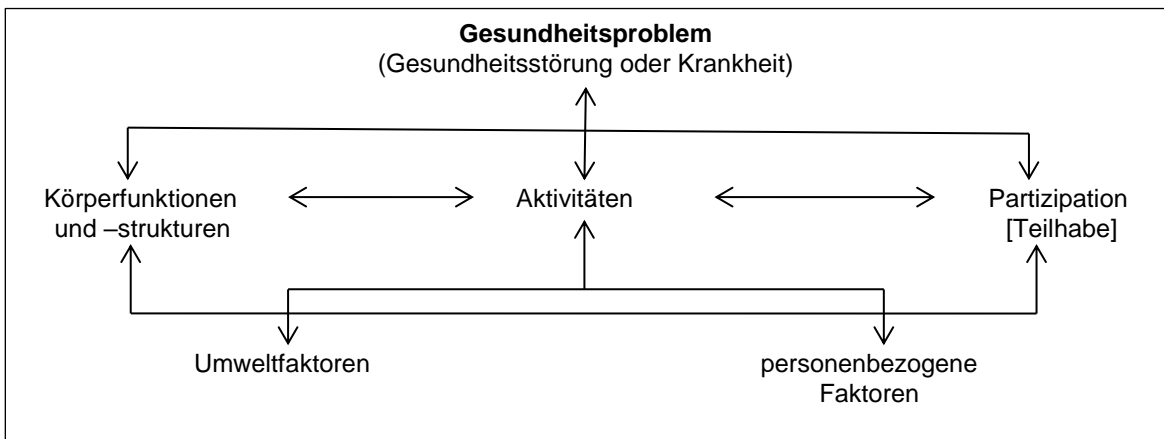 Gesundheitsproblem
(Gesundheitsstörung oder Krankheit)
Körperfunktionen
und –strukturen
Aktivitäten
Partizipation
[Teilhabe]
Umweltfaktoren
personenbezogene
Faktoren